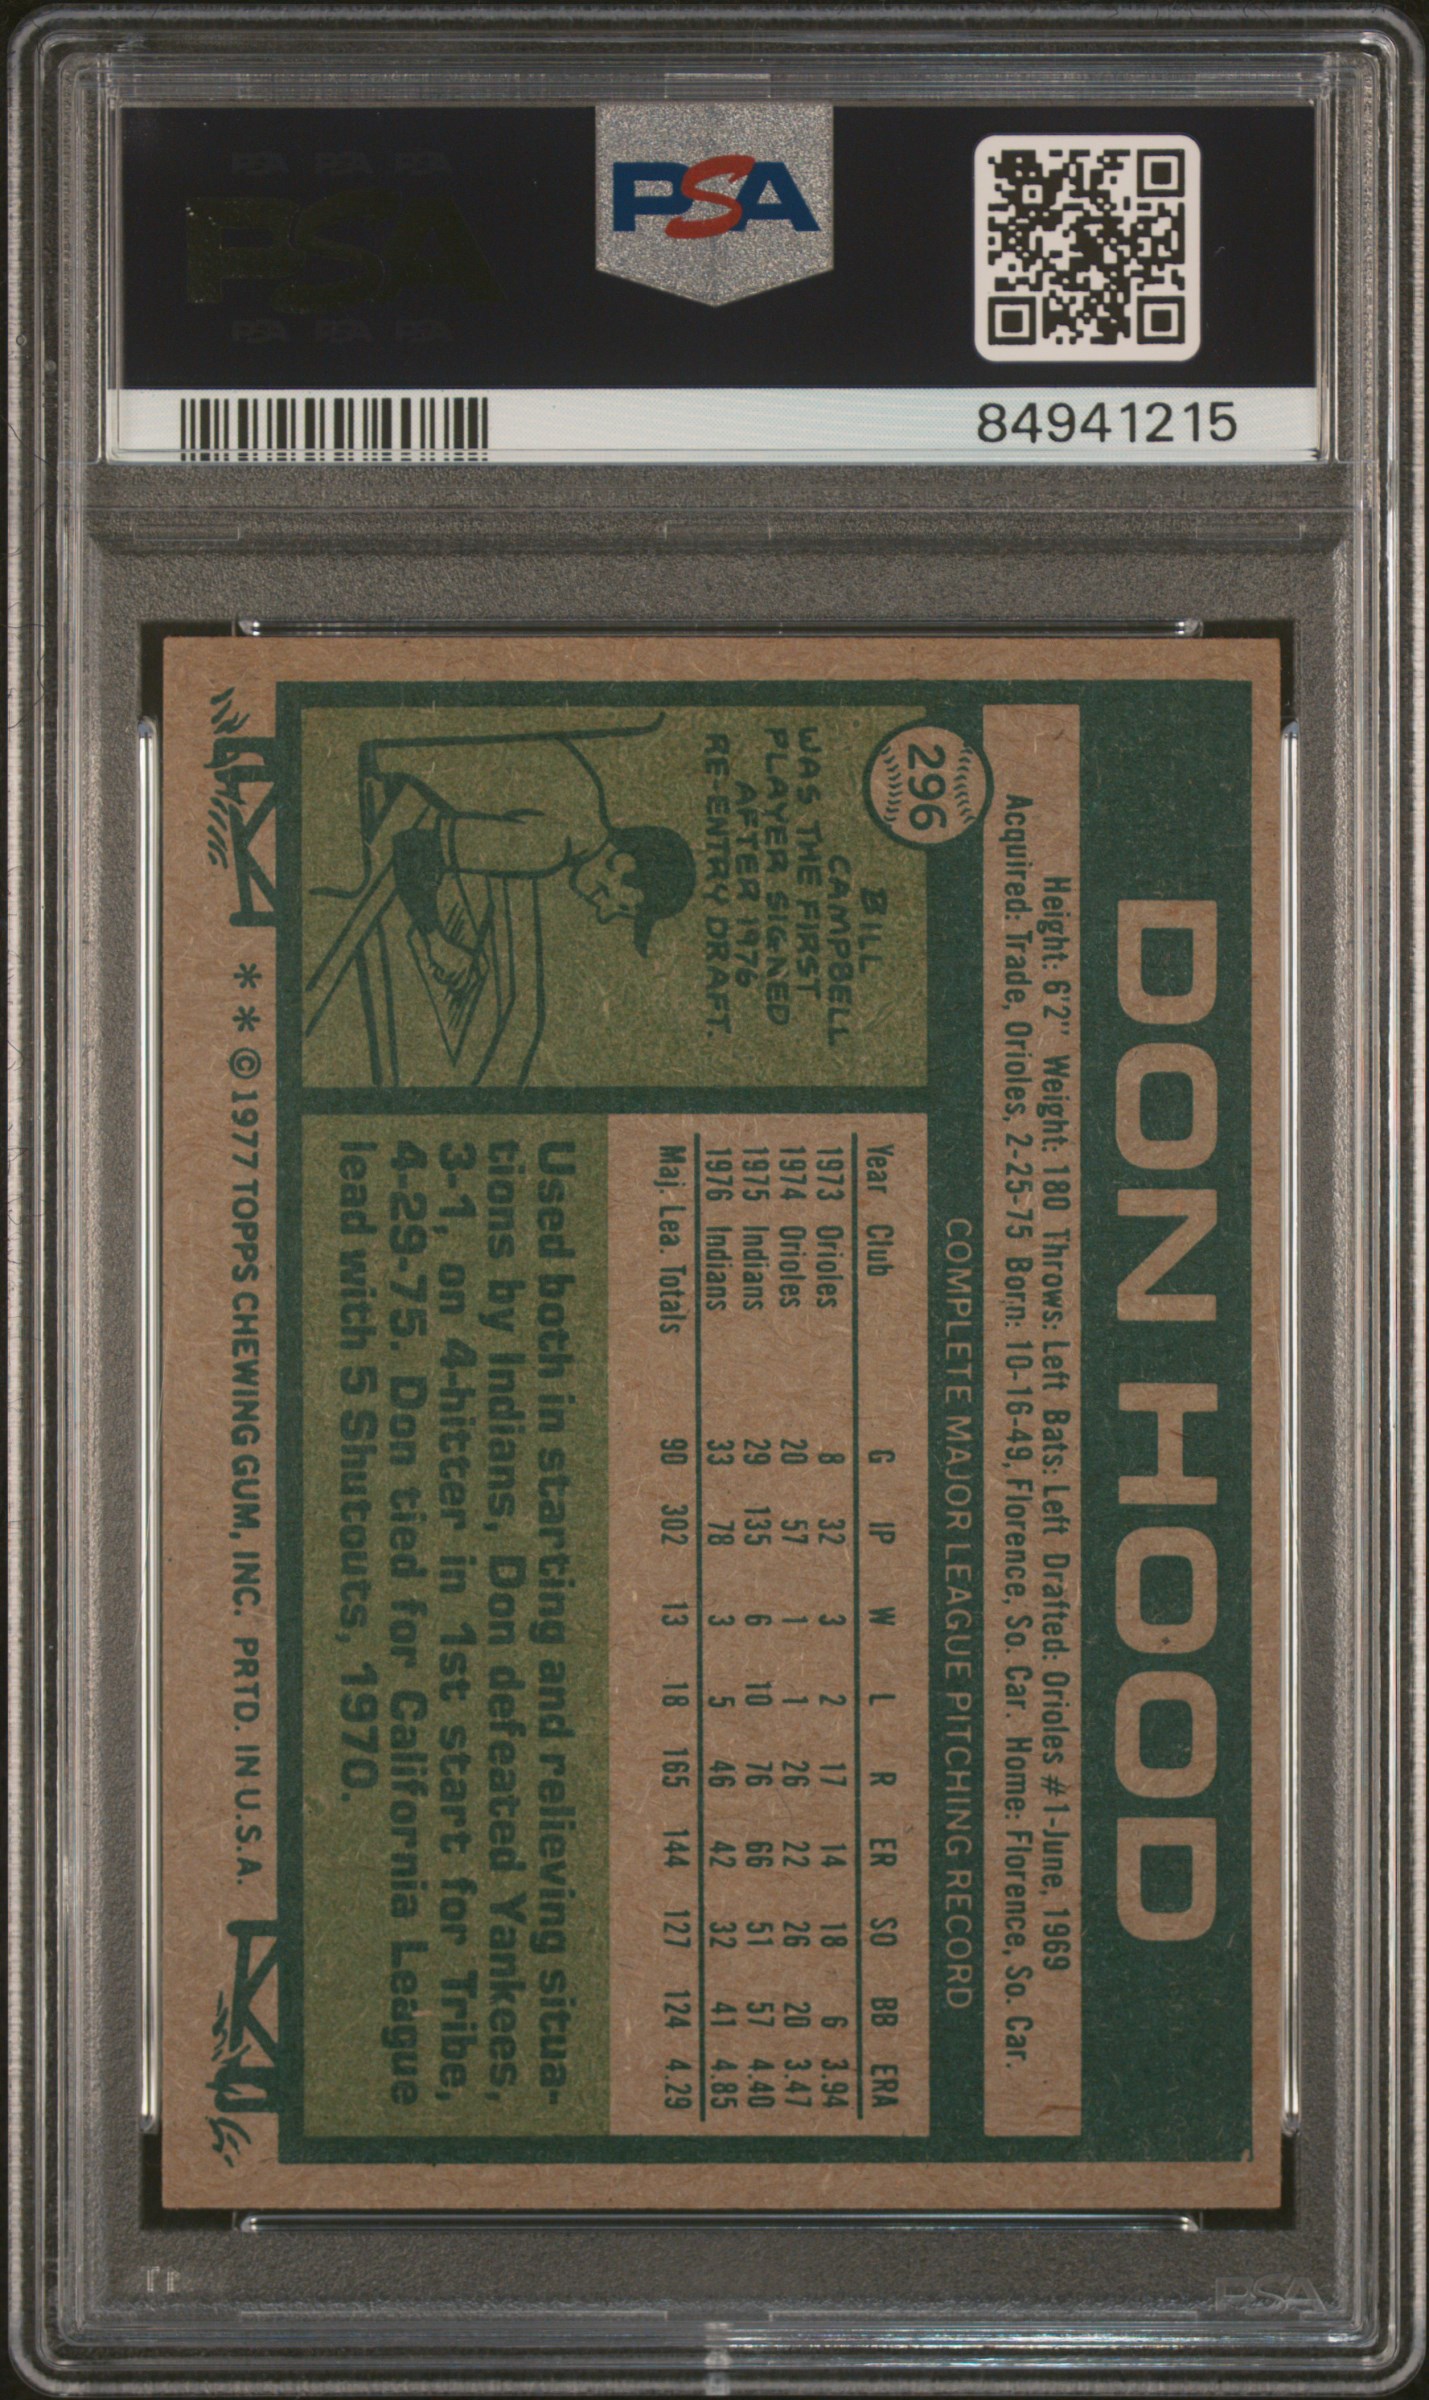 PSA PSA PSA
PSA
PSA PSA PSA
PSA
84941215
DON HOOD
Height: 6'2" Weight: 180 Throws: Left Bats: Left Drafted: Orioles #1-June, 1969
Acquired: Trade, Orioles, 2-25-75 Born: 10-16-49, Florence, So. Car. Home: Florence, So. Car.
296
COMPLETE MAJOR LEAGUE PITCHING RECORD
BILL
CAMPBELL
WAS THE FIRST
PLAYER SIGNED
AFTER 1976
RE-ENTRY DRAFT.
Year Club G IP W L R ER SO BB ERA
1973 Orioles 8 32 3 2 17 14 18 6 3.94
1974 Orioles 20 57 1 1 26 22 26 20 3.47
1975 Indians 29 135 6 10 76 66 51 57 4.40
1976 Indians 33 78 3 5 46 42 32 41 4.85
Maj. Lea. Totals 90 302 13 18 165 144 127 124 4.29
Used both in starting and relieving situa-
tions by Indians, Don defeated Yankees,
3-1, on 4-hitter in 1st start for Tribe,
4-29-75. Don tied for California League
lead with 5 Shutouts, 1970.
* * © 1977 TOPPS CHEWING GUM, INC. PRTD. IN U.S.A.
PSA